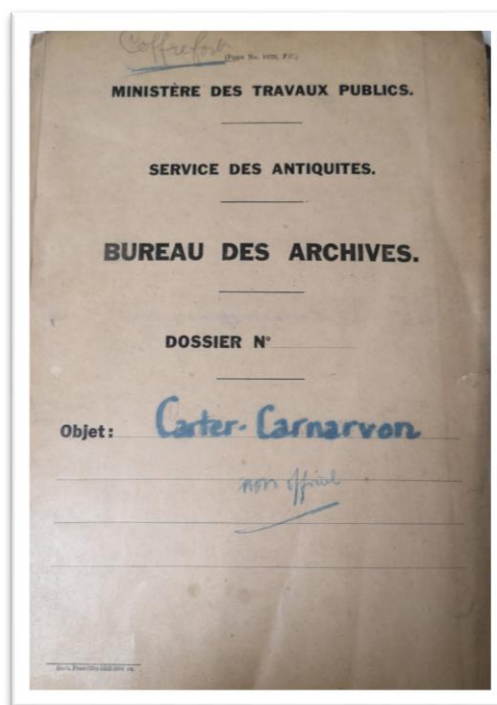 Coffrefort
MINISTÈRE DES TRAVAUX PUBLICS.
SERVICE DES ANTIQUITES.
BUREAU DES ARCHIVES.
DOSSIER N°
Objet: Carter-Carnarvon
non officiel